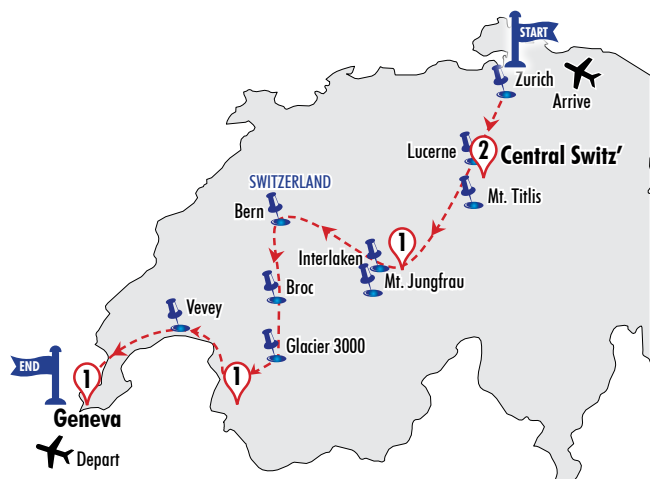 START
Zurich
Arrive
Lucerne
2
Central Switz'
Mt. Titlis
SWITZERLAND
Bern
1
Interlaken
Mt. Jungfrau
Broc
Vevey
Glacier 3000
END
1
1
Geneva
Depart